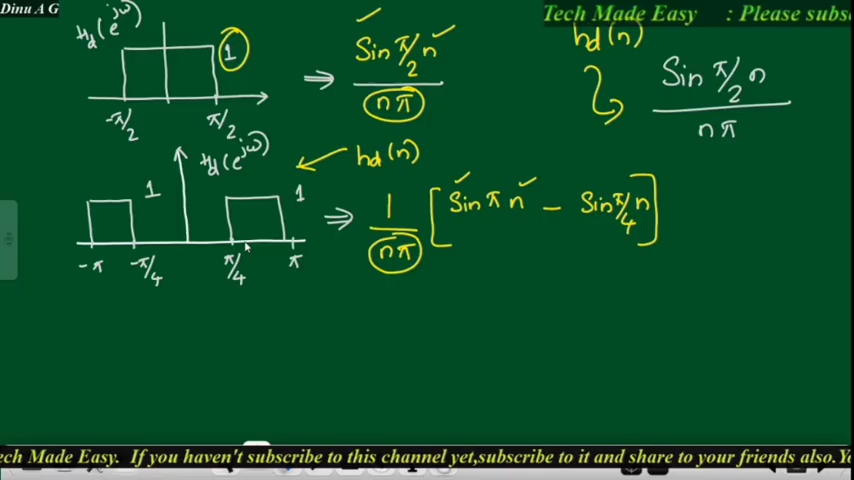 Dinu A G
Tech Made Easy : Please subs
Hd(e^jω)
1
-π/2
π/2
⇒
Sin π/2 n
nπ
hd(n)
Sin π/2 n
nπ
Hd(e^jω)
hd(n)
1
1
-π
-π/4
π/4
π
⇒ 1/nπ [Sin π n - Sin π/4 n]
ech Made Easy. If you haven't subscribe to this channel yet,subscribe to it and share to your friends also.Yo